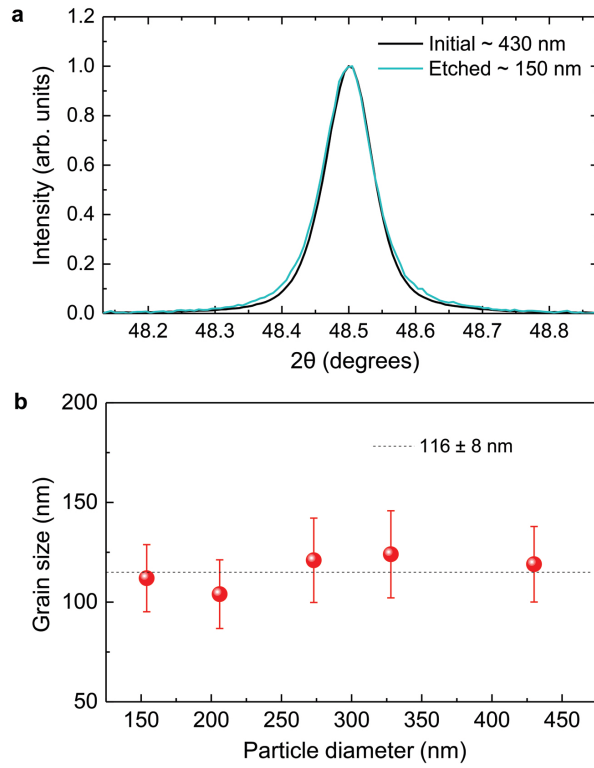 a
1.2
1.0
0.8
0.6
0.4
0.2
0.0
Intensity (arb. units)
Initial ~ 430 nm
Etched ~ 150 nm
48.2 48.3 48.4 48.5 48.6 48.7 48.8
2θ (degrees)
b
200
150
100
50
Grain size (nm)
116 ± 8 nm
150 200 250 300 350 400 450
Particle diameter (nm)